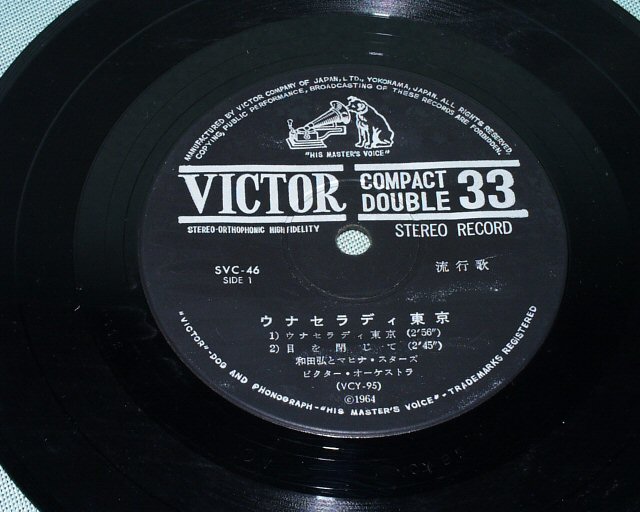 MANUFACTURED BY VICTOR COMPANY OF JAPAN, LTD., YOKOHAMA, JAPAN. ALL RIGHTS RESERVED.
COPYING, PUBLIC PERFORMANCE, BROADCASTING OF THESE RECORDS ARE FORBIDDEN.
"HIS MASTER'S VOICE"
VICTOR COMPACT DOUBLE 33
STEREO-ORTHOPHONIC HIGH FIDELITY STEREO RECORD
SVC-46 流行歌
SIDE 1
ウナセラディ東京
1) ウナセラディ東京 (2'56")
2) 目を閉じて (2'45")
和田弘とマヒナ・スターズ
ビクター・オーケストラ
(VCY-95)
©1964
"VICTOR"-DOG AND PHONOGRAPH-"HIS MASTER'S VOICE"-TRADEMARKS REGISTERED